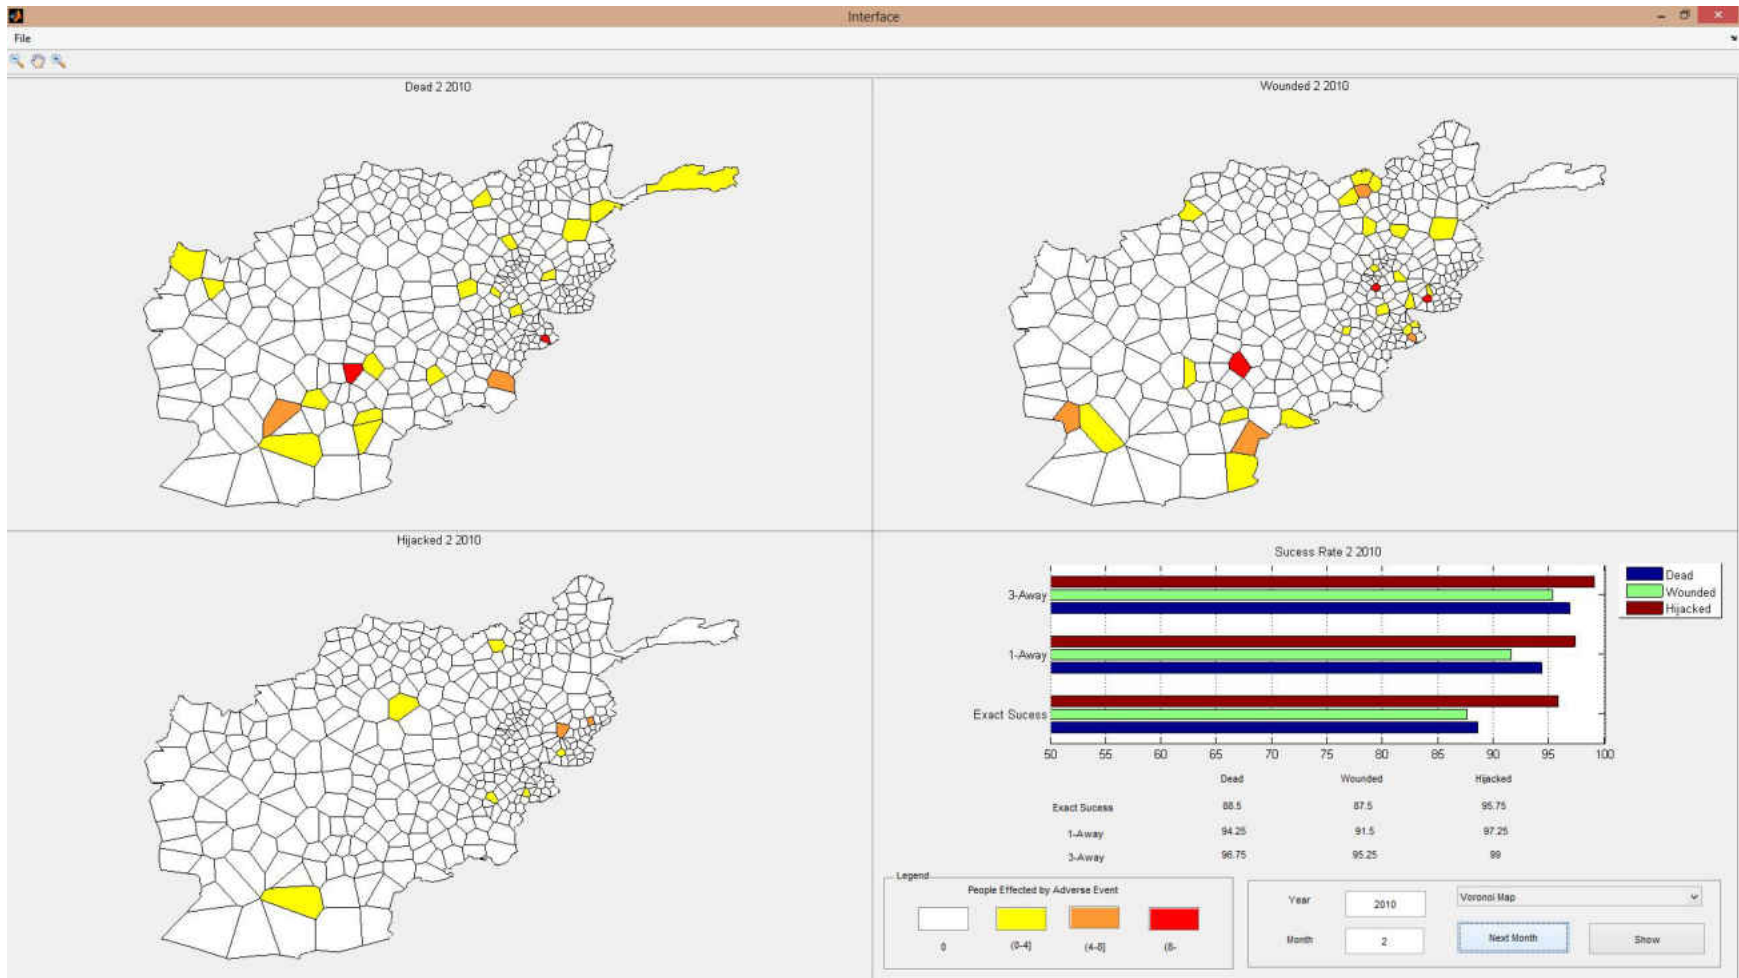 Interface
File
Dead 2 2010
Wounded 2 2010
Hijacked 2 2010
Sucess Rate 2 2010
Dead
Wounded
Hijacked
3-Away
1-Away
Exact Sucess
50 55 60 65 70 75 80 85 90 95 100
Dead Wounded Hijacked
Exact Sucess 88.5 87.5 95.75
1-Away 94.25 91.5 97.25
3-Away 96.75 95.25 99
Legend
People Effected by Adverse Event
0 (0-4] (4-8] (8-
Year 2010 Voronoi Map
Month 2 Next Month Show